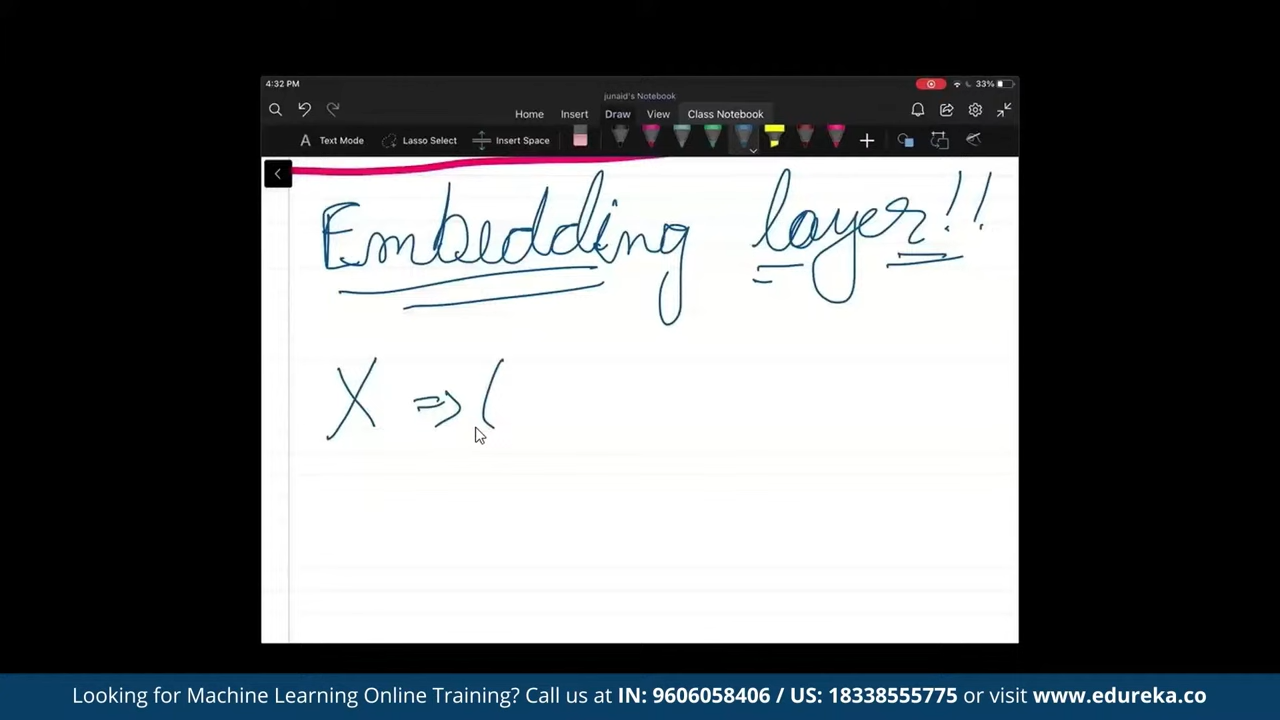 4:32 PM
33%
junaid's Notebook
Home Insert Draw View Class Notebook
Text Mode Lasso Select Insert Space
Embedding layer!!
X => (
Looking for Machine Learning Online Training? Call us at IN: 9606058406 / US: 18338555775 or visit www.edureka.co